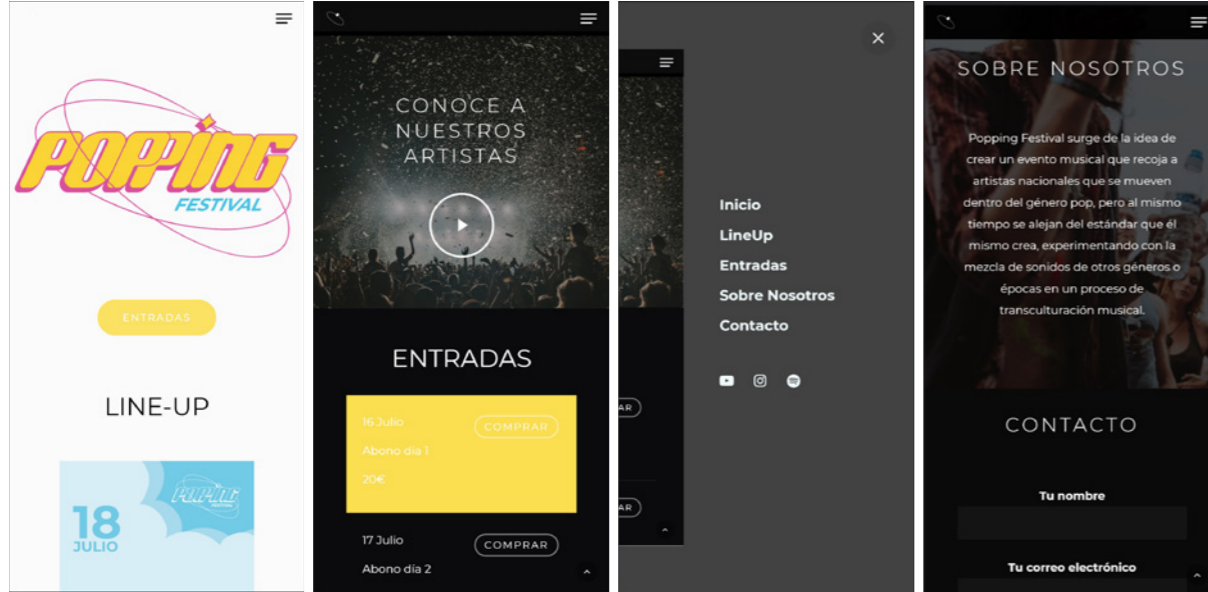 POPPING
FESTIVAL
ENTRADAS
LINE-UP
18
JULIO
POPPING
FESTIVAL
CONOCE A
NUESTROS
ARTISTAS
ENTRADAS
16 Julio
COMPRAR
Abono día 1
20€
17 Julio
COMPRAR
Abono día 2
AR
AR
Inicio
LineUp
Entradas
Sobre Nosotros
Contacto
SOBRE NOSOTROS
Popping Festival surge de la idea de
crear un evento musical que recoja a
artistas nacionales que se mueven
dentro del género pop, pero al mismo
tiempo se alejan del estándar que él
mismo crea, experimentando con la
mezcla de sonidos de otros géneros o
épocas en un proceso de
transculturación musical.
CONTACTO
Tu nombre
Tu correo electrónico